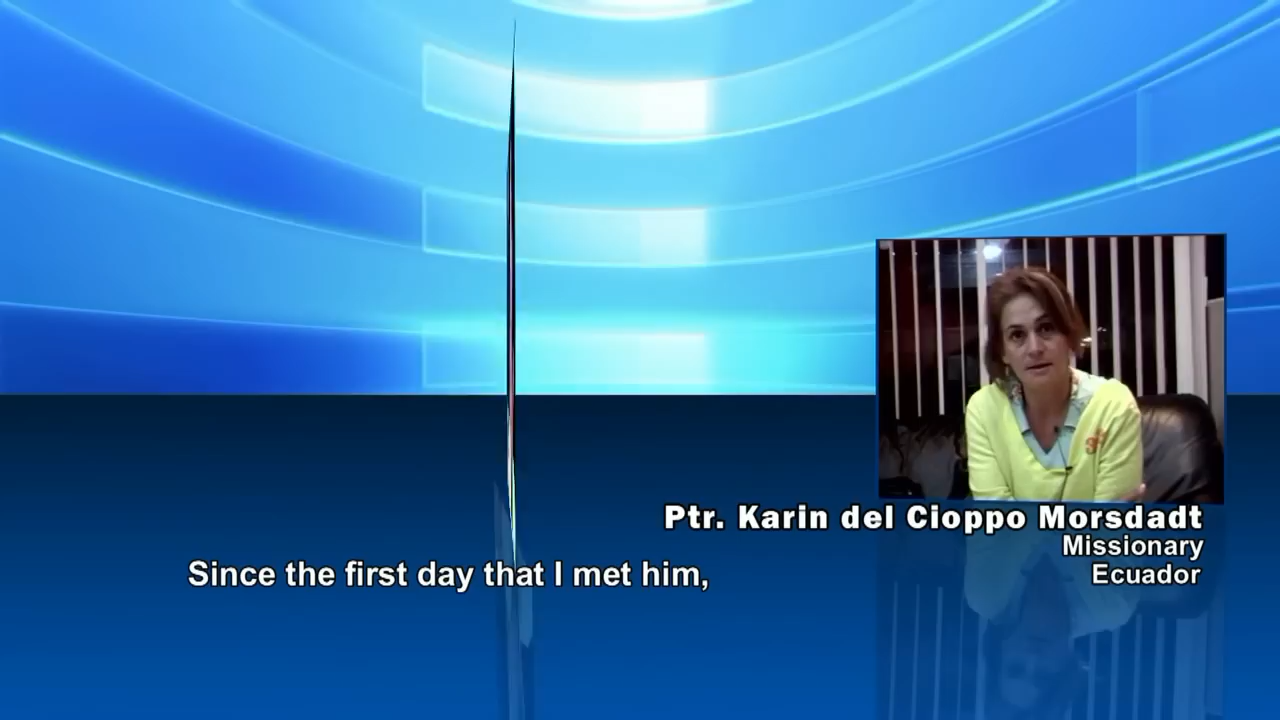 Ptr. Karin del Cioppo Morsdadt
Missionary
Ecuador
Since the first day that I met him,